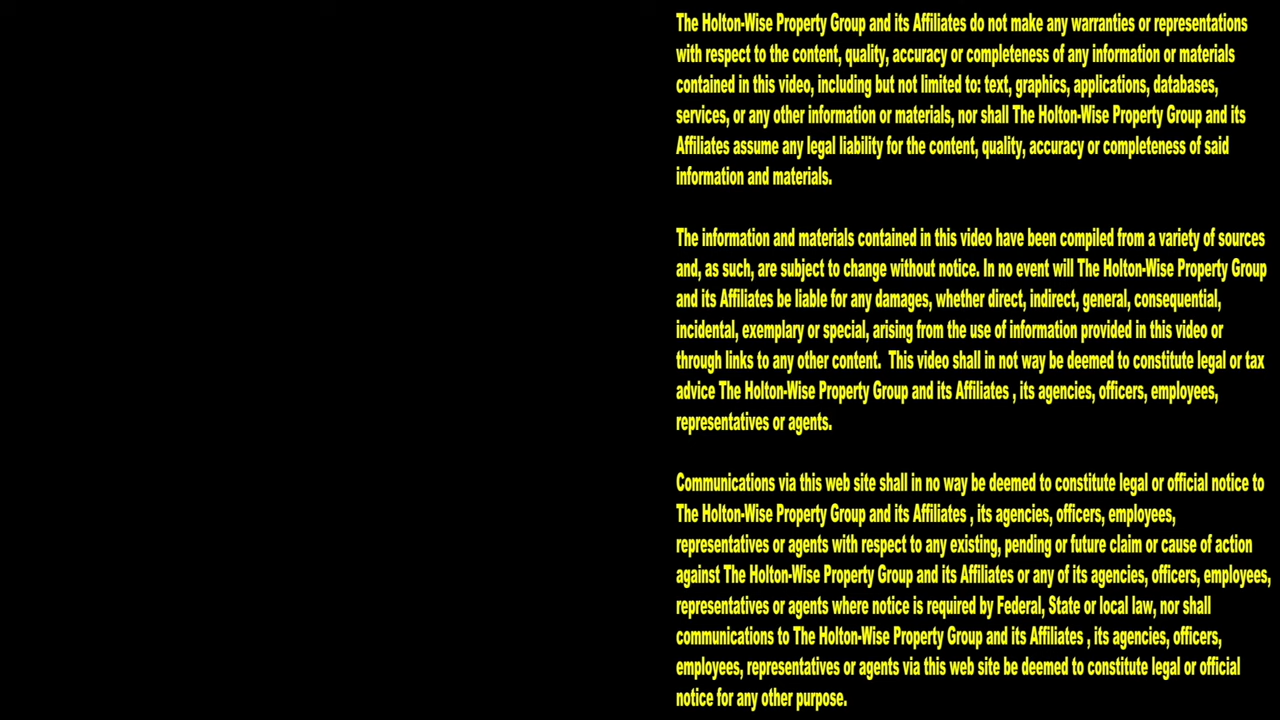 The Holton-Wise Property Group and its Affiliates do not make any warranties or representations
with respect to the content, quality, accuracy or completeness of any information or materials
contained in this video, including but not limited to: text, graphics, applications, databases,
services, or any other information or materials, nor shall The Holton-Wise Property Group and its
Affiliates assume any legal liability for the content, quality, accuracy or completeness of said
information and materials.
The information and materials contained in this video have been compiled from a variety of sources
and, as such, are subject to change without notice. In no event will The Holton-Wise Property Group
and its Affiliates be liable for any damages, whether direct, indirect, general, consequential,
incidental, exemplary or special, arising from the use of information provided in this video or
through links to any other content.  This video shall in not way be deemed to constitute legal or tax
advice The Holton-Wise Property Group and its Affiliates , its agencies, officers, employees,
representatives or agents.
Communications via this web site shall in no way be deemed to constitute legal or official notice to
The Holton-Wise Property Group and its Affiliates , its agencies, officers, employees,
representatives or agents with respect to any existing, pending or future claim or cause of action
against The Holton-Wise Property Group and its Affiliates or any of its agencies, officers, employees,
representatives or agents where notice is required by Federal, State or local law, nor shall
communications to The Holton-Wise Property Group and its Affiliates , its agencies, officers,
employees, representatives or agents via this web site be deemed to constitute legal or official
notice for any other purpose.